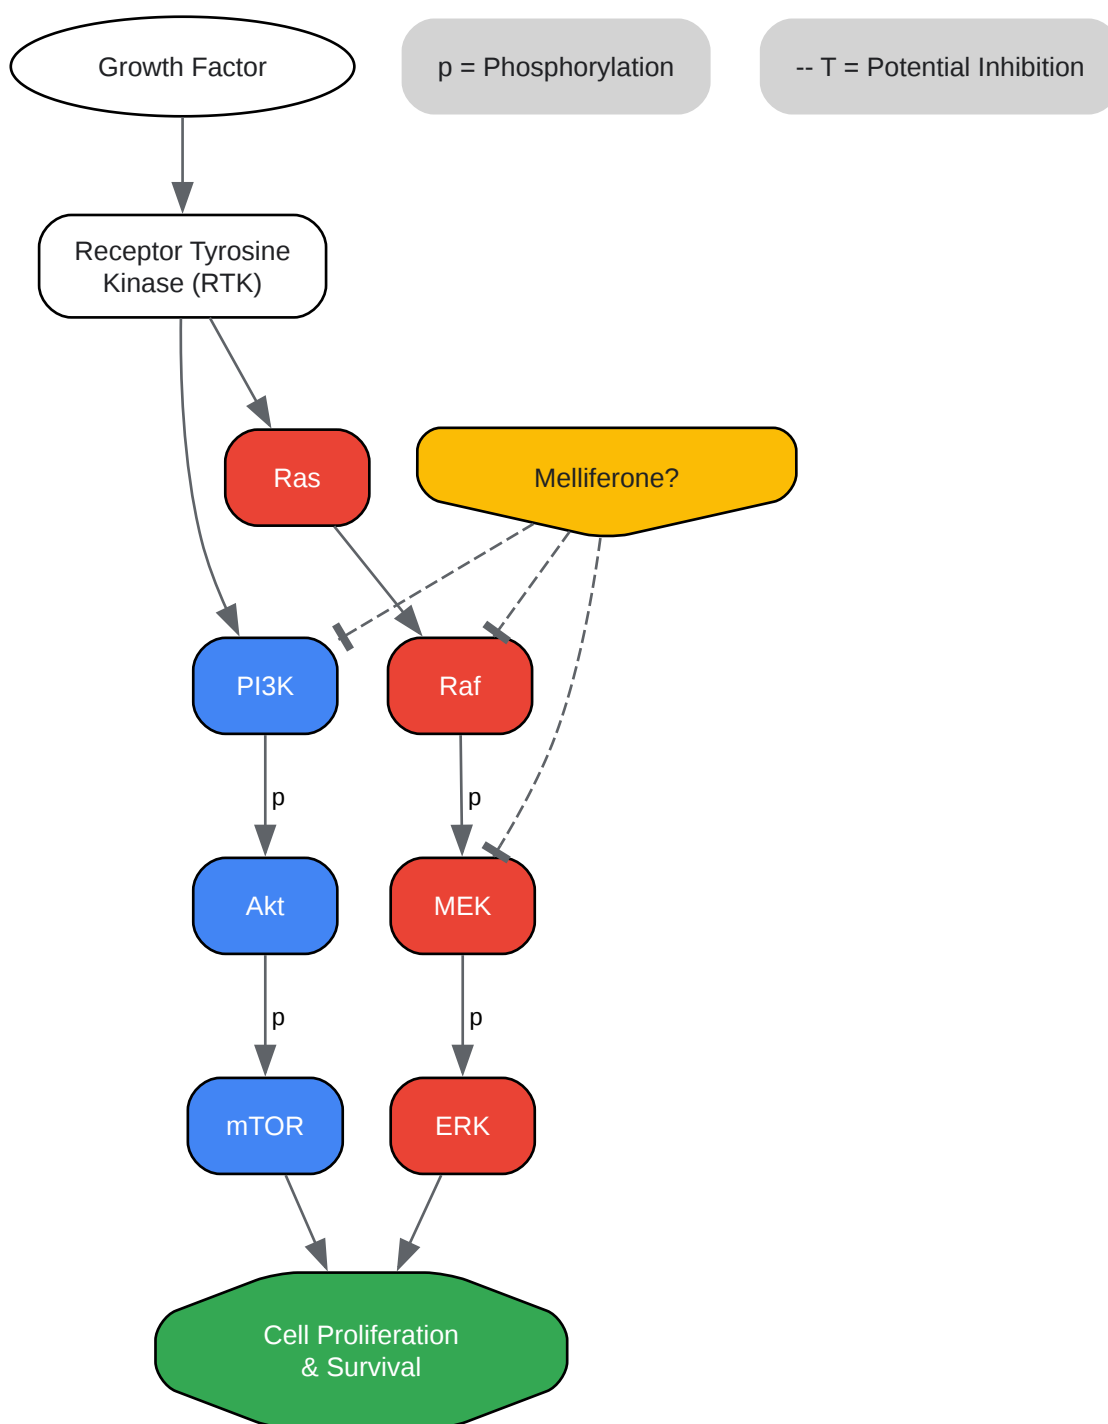 Growth Factor
p = Phosphorylation
-- T = Potential Inhibition
Receptor Tyrosine
Kinase (RTK)
Ras
Melliferone?
PI3K
Raf
p
p
Akt
MEK
p
p
mTOR
ERK
Cell Proliferation
& Survival